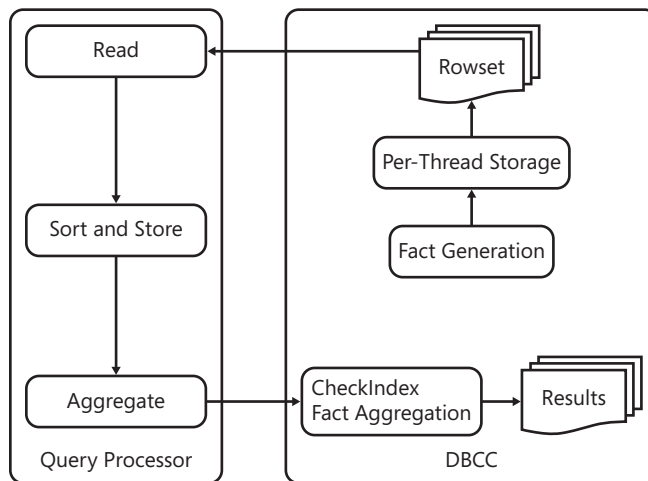 Read
Rowset
Per-Thread Storage
Sort and Store
Fact Generation
Aggregate
CheckIndex
Fact Aggregation
Results
Query Processor
DBCC